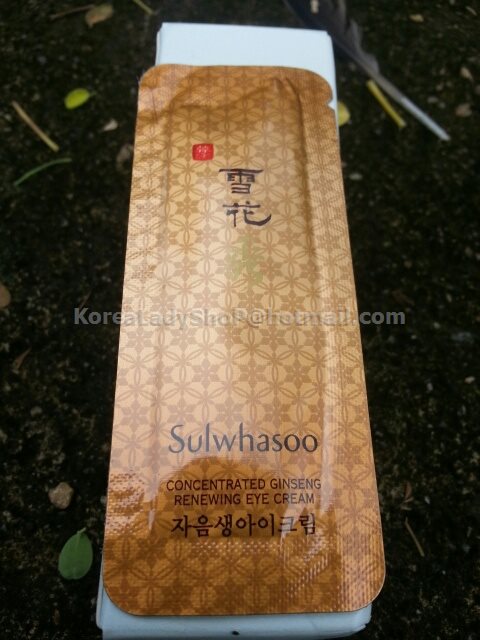 雪
花
KoreaLadyShoP@hotmail.com
Sulwhasoo
CONCENTRATED GINSENG
RENEWING EYE CREAM
자음생아이크림